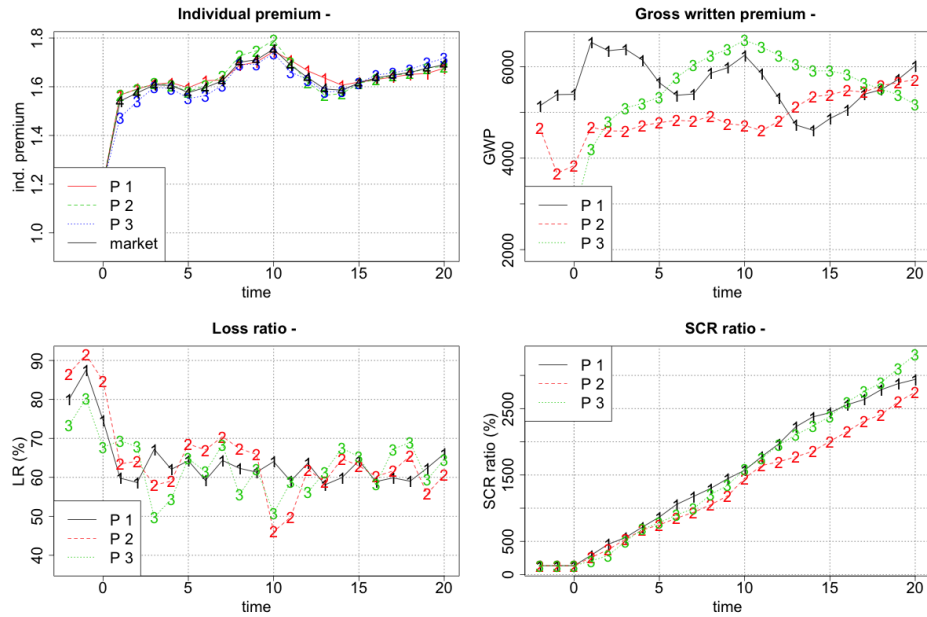 Individual premium -
ind. premium
1.8
1.6
1.4
1.2
1.0
P 1
P 2
P 3
market
0
5
10
15
20
time
Gross written premium -
GWP
6000
4000
2000
P 1
P 2
P 3
0
5
10
15
20
time
Loss ratio -
LR (%)
90
80
70
60
50
40
P 1
P 2
P 3
0
5
10
15
20
time
SCR ratio -
SCR ratio (%)
2500
1500
500
0
P 1
P 2
P 3
0
5
10
15
20
time